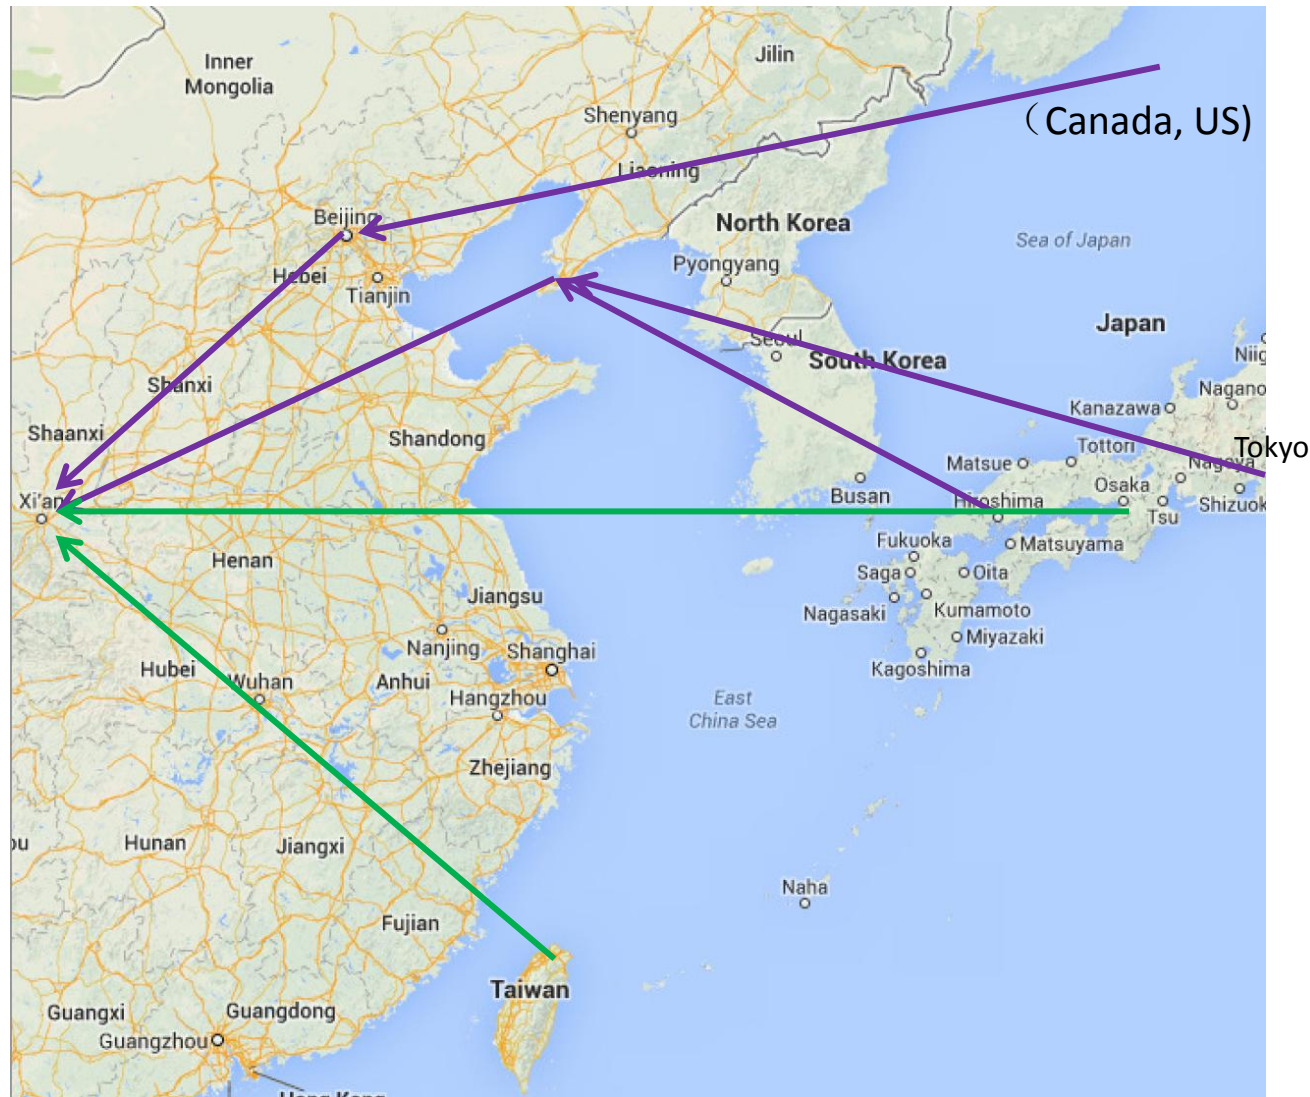 Jilin
Inner
Mongolia
Shenyang
（Canada, US)
Liaoning
Beijing
North Korea
Sea of Japan
Hebei
Pyongyang
Tianjin
Japan
Seoul
South Korea
Niig
Shanxi
Nagano
Kanazawa
Shaanxi
Shandong
Tottori
Tokyo
Matsue
Nagoya
Xi'an
Busan
Hiroshima
Osaka
Tsu
Shizuok
Henan
Fukuoka
Matsuyama
Saga
Oita
Jiangsu
Nagasaki
Kumamoto
Miyazaki
Nanjing
Shanghai
Hubei
Wuhan
Anhui
Kagoshima
Hangzhou
East
China Sea
Zhejiang
ou
Hunan
Jiangxi
Naha
Fujian
Taiwan
Guangxi
Guangdong
Guangzhou
Hong Kong